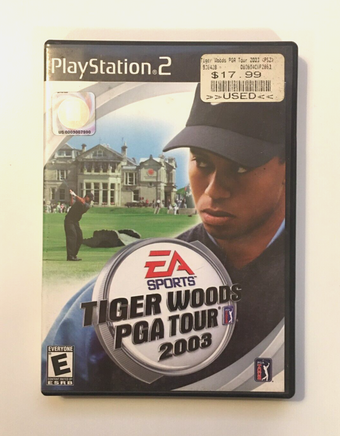 PlayStation®2
Tiger Woods PGA Tour 2003 <PS2>
$17.99
>>USED<<
EA
SPORTS™
TIGER WOODS
PGA TOUR
2003
EVERYONE
E
ESRB